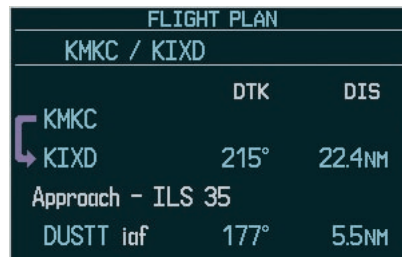 FLIGHT PLAN
KMKC / KIXD
DTK DIS
KMKC
KIXD 215° 22.4NM
Approach - ILS 35
DUSTT iaf 177° 5.5NM